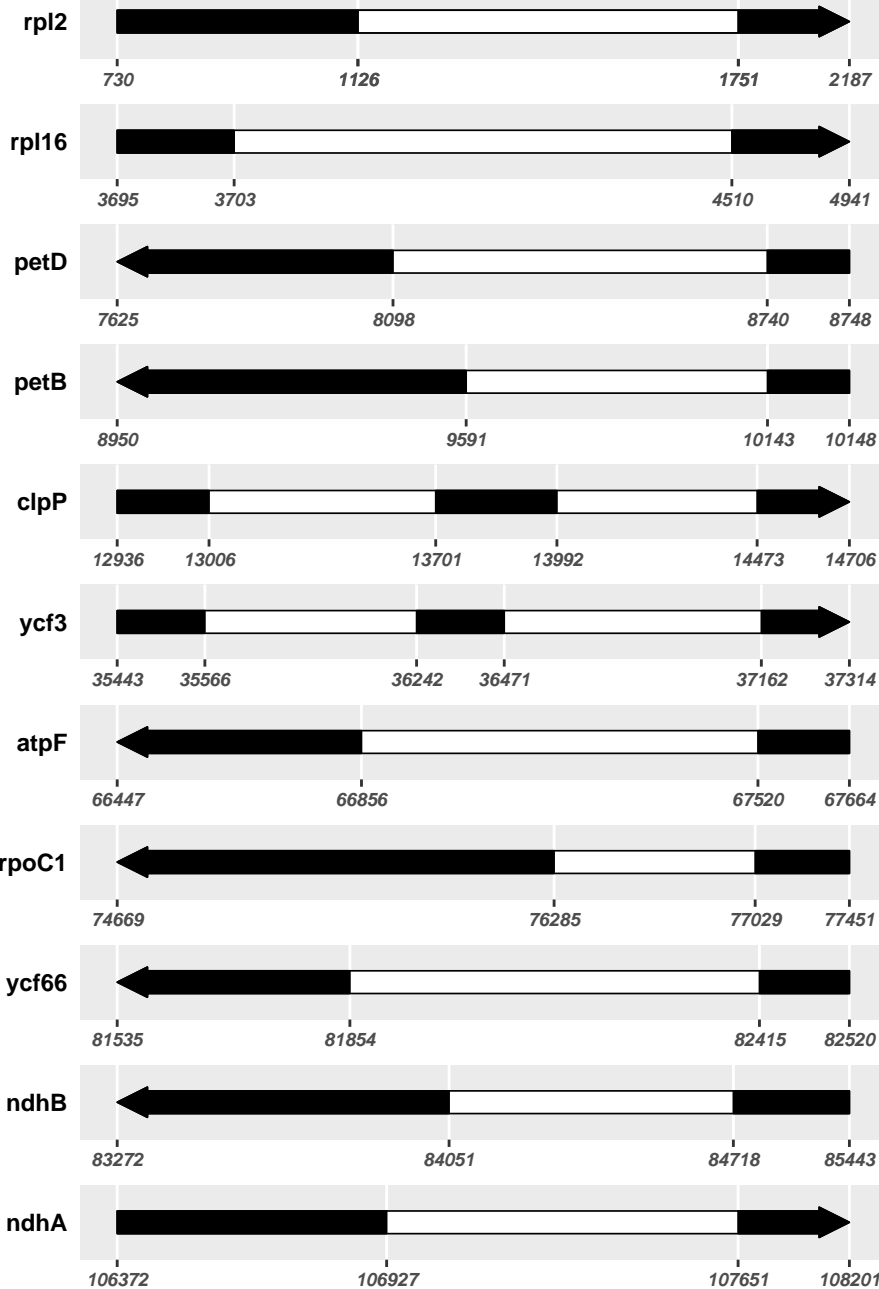 rpl2
730 1126 1751 2187
rpl16
3695 3703 4510 4941
petD
7625 8098 8740 8748
petB
8950 9591 10143 10148
clpP
12936 13006 13701 13992 14473 14706
ycf3
35443 35566 36242 36471 37162 37314
atpF
66447 66856 67520 67664
rpoC1
74669 76285 77029 77451
ycf66
81535 81854 82415 82520
ndhB
83272 84051 84718 85443
ndhA
106372 106927 107651 108201